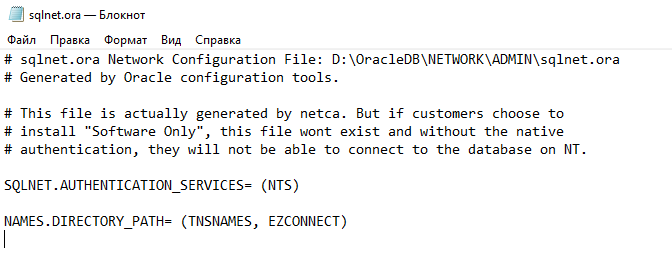 sqlnet.ora — Блокнот
Файл Правка Формат Вид Справка
# sqlnet.ora Network Configuration File: D:\OracleDB\NETWORK\ADMIN\sqlnet.ora
# Generated by Oracle configuration tools.
# This file is actually generated by netca. But if customers choose to
# install "Software Only", this file wont exist and without the native
# authentication, they will not be able to connect to the database on NT.
SQLNET.AUTHENTICATION_SERVICES= (NTS)
NAMES.DIRECTORY_PATH= (TNSNAMES, EZCONNECT)